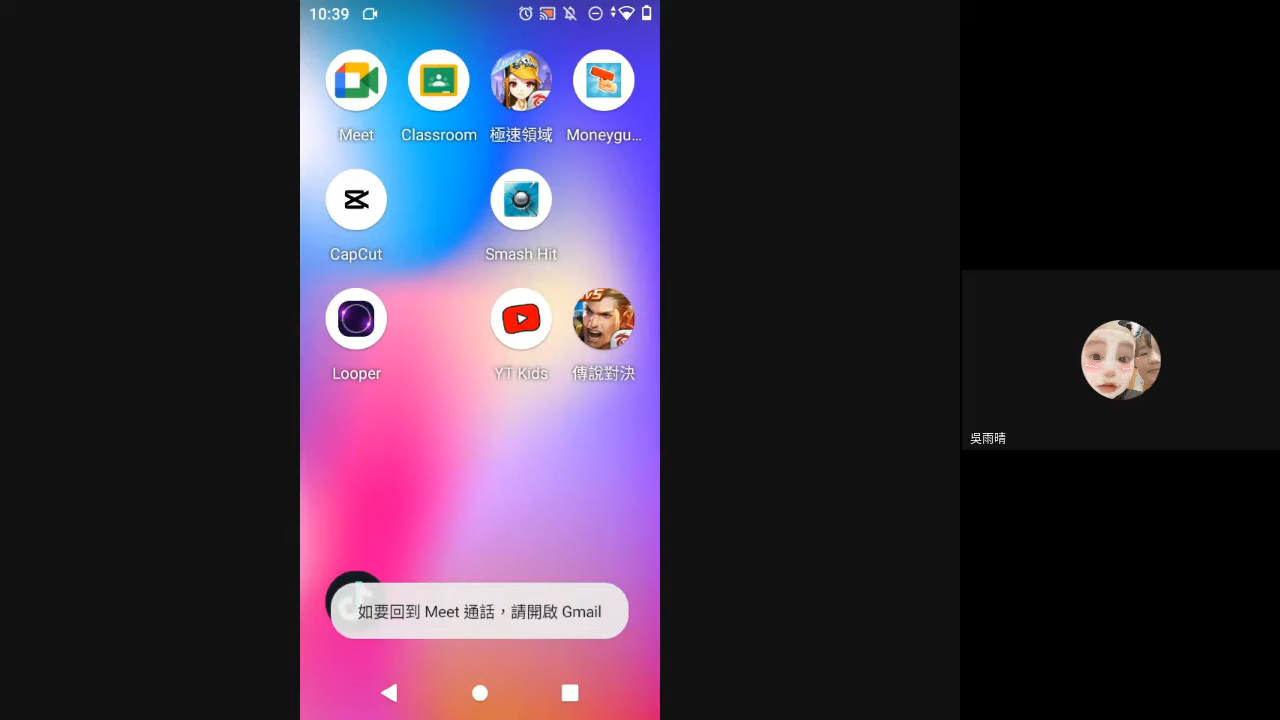 10:39
Meet
Classroom
極速領域
Moneygu...
CapCut
Smash Hit
Looper
YT Kids
傳說對決
如要回到 Meet 通話，請開啟 Gmail
吳雨晴